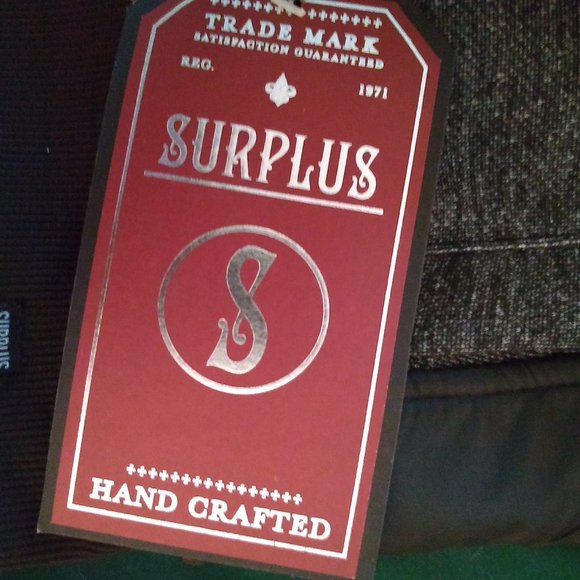 TRADE MARK
SATISFACTION GUARANTEED
REG. 1971
SURPLUS
S
HAND CRAFTED
surplus